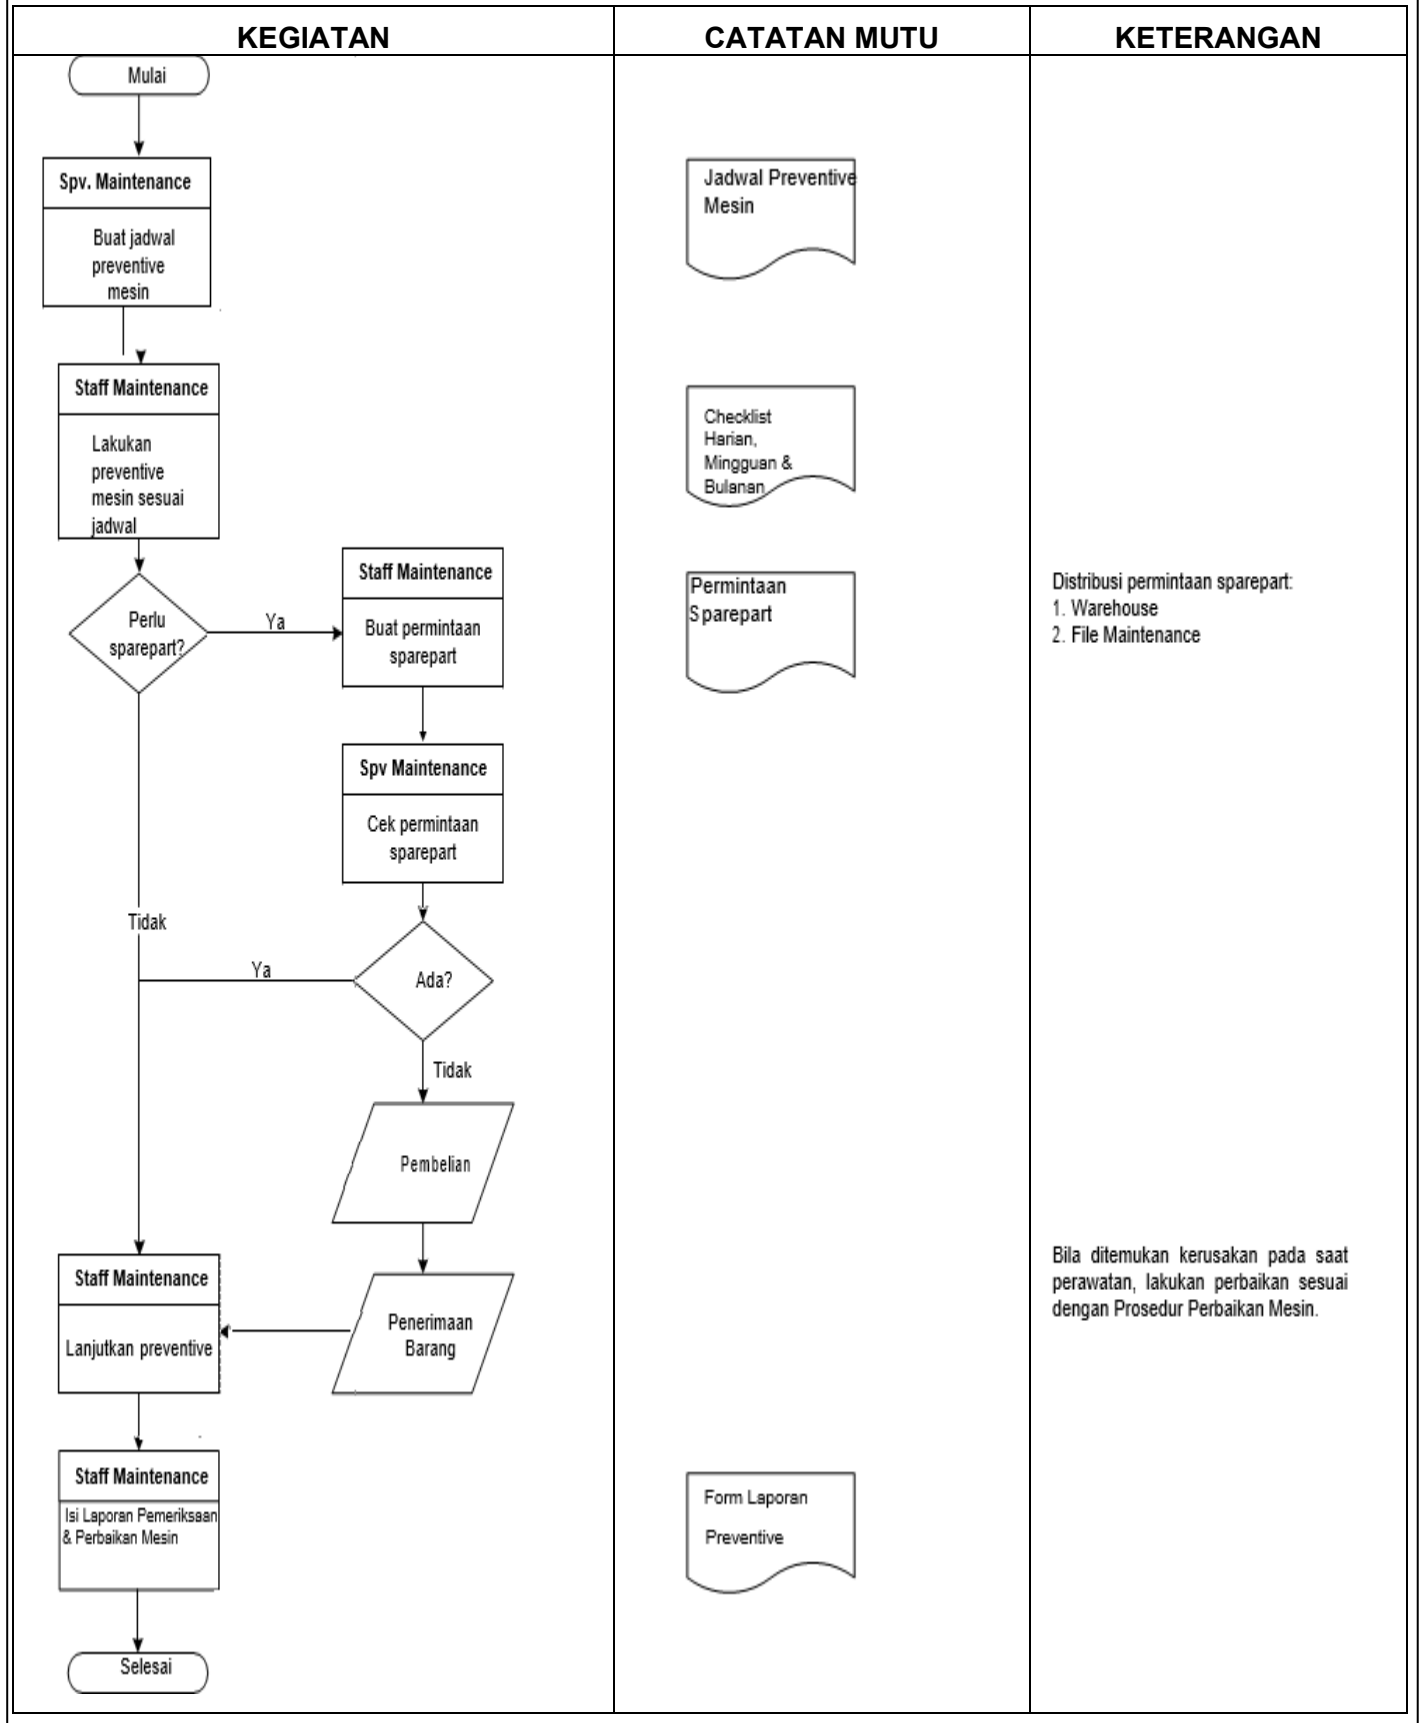 KEGIATAN
CATATAN MUTU
KETERANGAN
Mulai
Spv. Maintenance
Buat jadwal
preventive
mesin
Jadwal Preventive
Mesin
Staff Maintenance
Lakukan
preventive
mesin sesuai
jadwal
Checklist
Harian,
Mingguan &
Bulanan
Perlu
sparepart?
Ya
Staff Maintenance
Buat permintaan
sparepart
Permintaan
Sparepart
Distribusi permintaan sparepart:
1. Warehouse
2. File Maintenance
Spv Maintenance
Cek permintaan
sparepart
Tidak
Ya
Ada?
Tidak
Pembelian
Staff Maintenance
Lanjutkan preventive
Penerimaan
Barang
Bila ditemukan kerusakan pada saat
perawatan, lakukan perbaikan sesuai
dengan Prosedur Perbaikan Mesin.
Staff Maintenance
Isi Laporan Pemeriksaan
& Perbaikan Mesin
Form Laporan
Preventive
Selesai